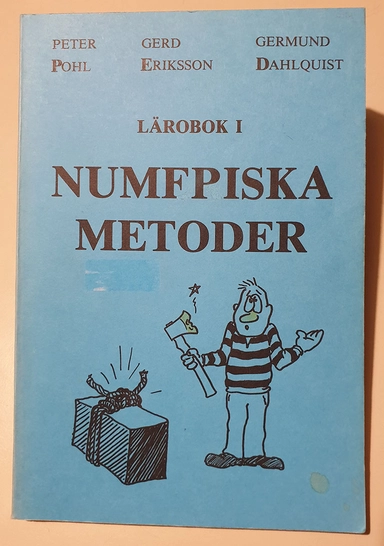 PETER GERD GERMUND
POHL ERIKSSON DAHLQUIST
LÄROBOK I
NUMFPISKA
METODER